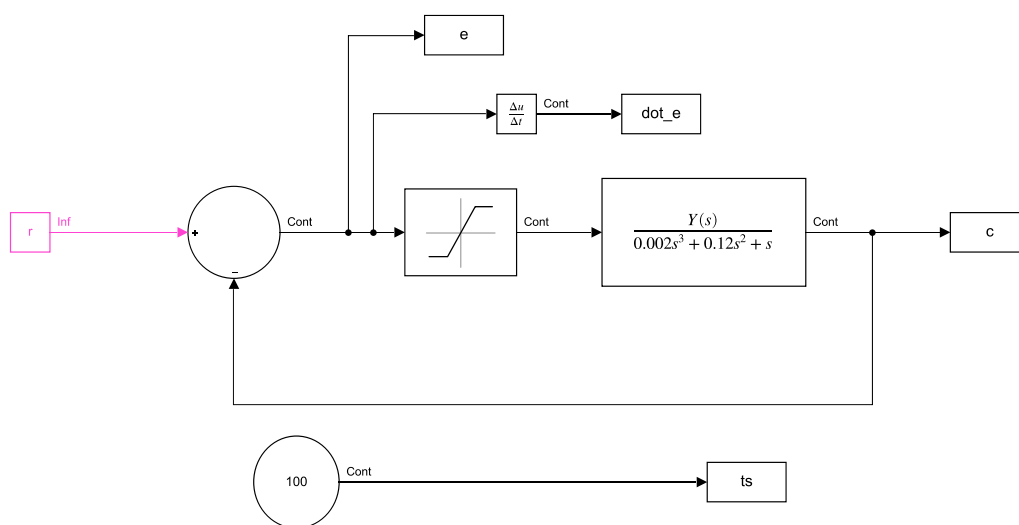 e
Δu
Δt
Cont
dot_e
r
Inf
+
−
Cont
Cont
Y(s)
0.002s³ + 0.12s² + s
Cont
c
100
Cont
ts